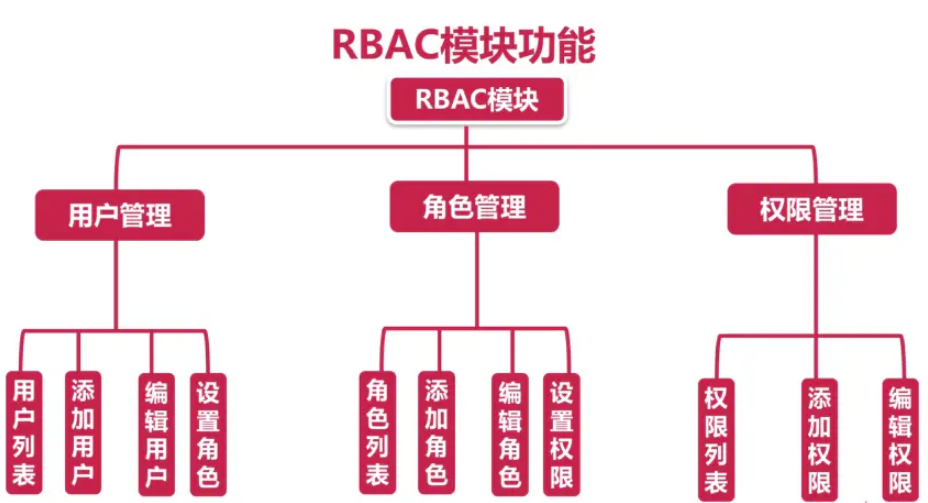 RBAC模块功能
RBAC模块
用户管理
角色管理
权限管理
用户列表
添加用户
编辑用户
设置角色
角色列表
添加角色
编辑角色
设置权限
权限列表
添加权限
编辑权限